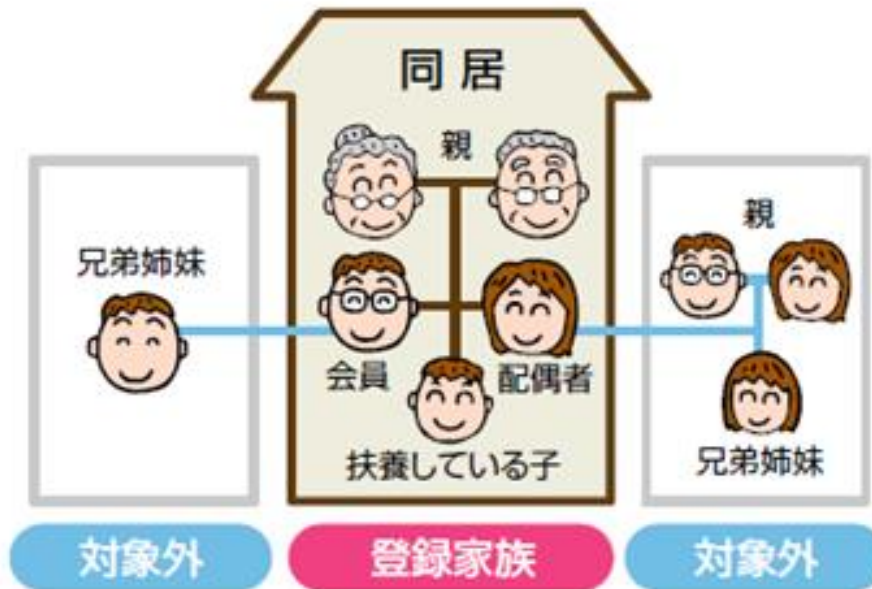 同居
親
兄弟姉妹
会員
配偶者
扶養している子
親
兄弟姉妹
対象外
登録家族
対象外